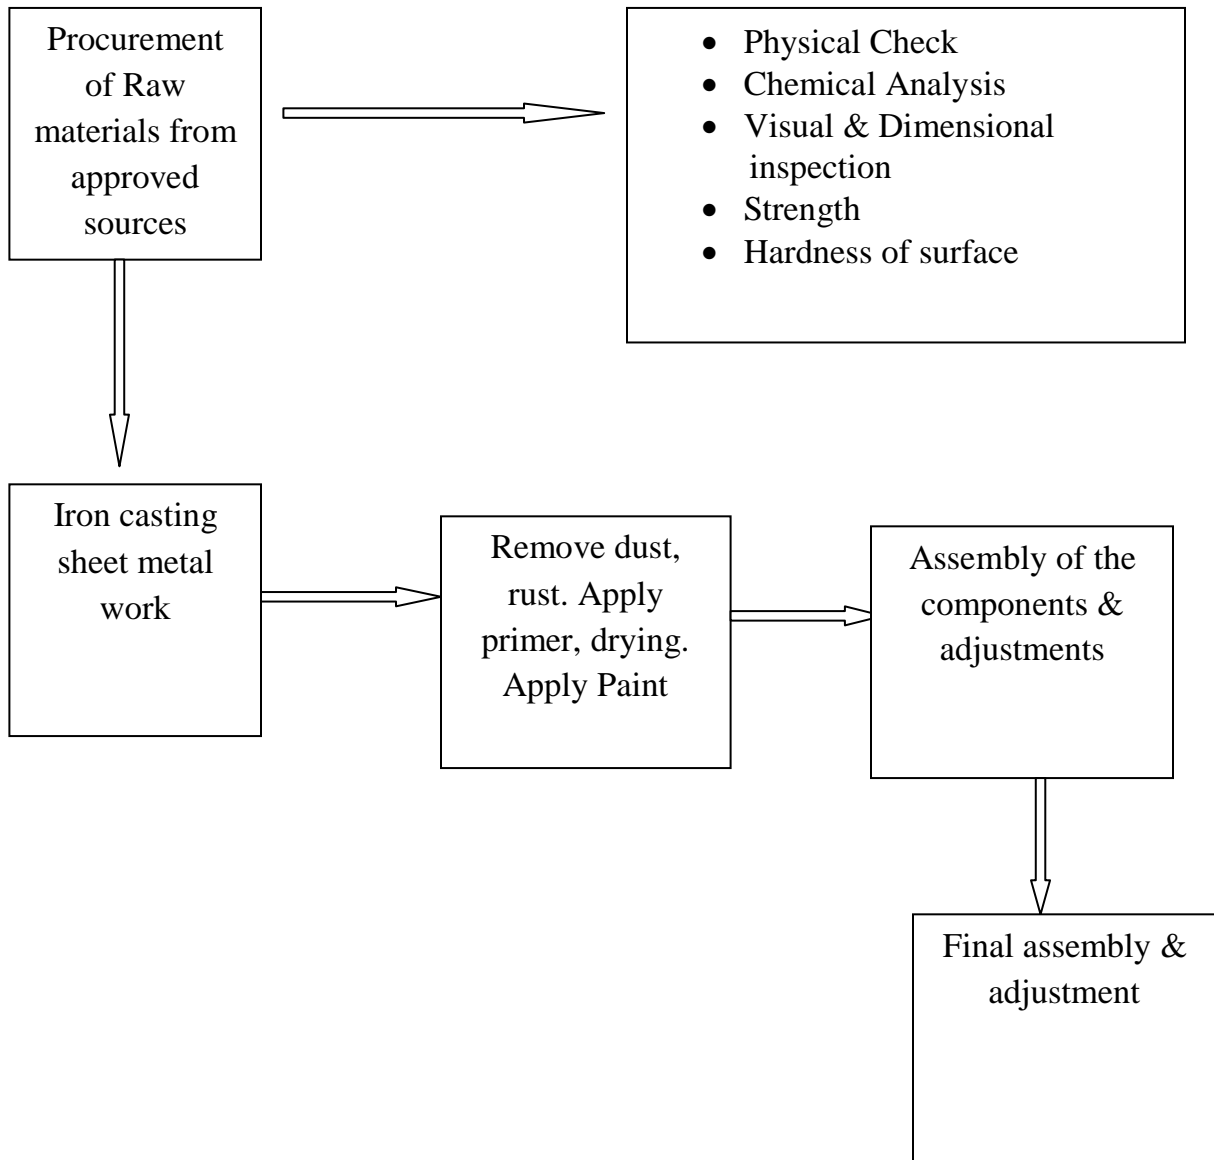 Procurement
of Raw
materials from
approved
sources
• Physical Check
• Chemical Analysis
• Visual & Dimensional
inspection
• Strength
• Hardness of surface
Iron casting
sheet metal
work
Remove dust,
rust. Apply
primer, drying.
Apply Paint
Assembly of the
components &
adjustments
Final assembly &
adjustment